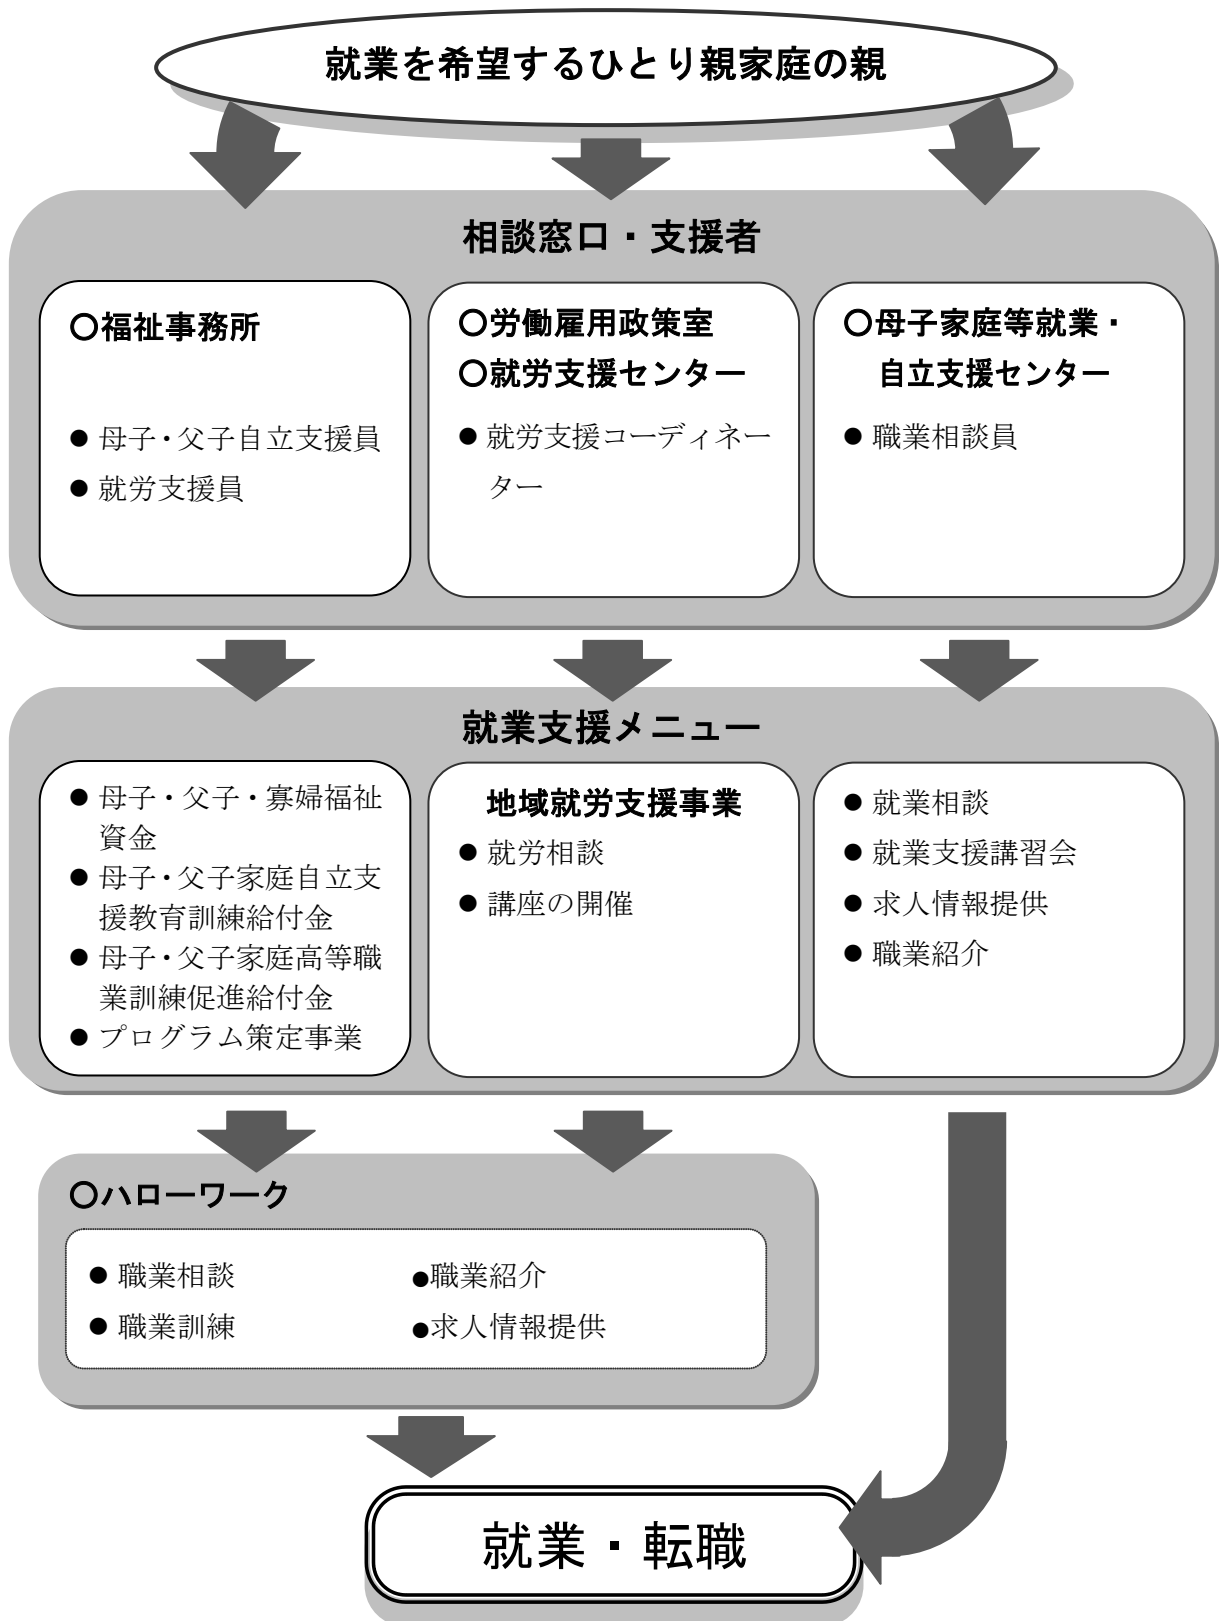 就業を希望するひとり親家庭の親
相談窓口・支援者
○福祉事務所
● 母子・父子自立支援員
● 就労支援員
○労働雇用政策室
○就労支援センター
● 就労支援コーディネー
ター
○母子家庭等就業・
自立支援センター
● 職業相談員
就業支援メニュー
● 母子・父子・寡婦福祉
資金
● 母子・父子家庭自立支
援教育訓練給付金
● 母子・父子家庭高等職
業訓練促進給付金
● プログラム策定事業
地域就労支援事業
● 就労相談
● 講座の開催
● 就業相談
● 就業支援講習会
● 求人情報提供
● 職業紹介
○ハローワーク
● 職業相談
● 職業訓練
●職業紹介
●求人情報提供
就業・転職